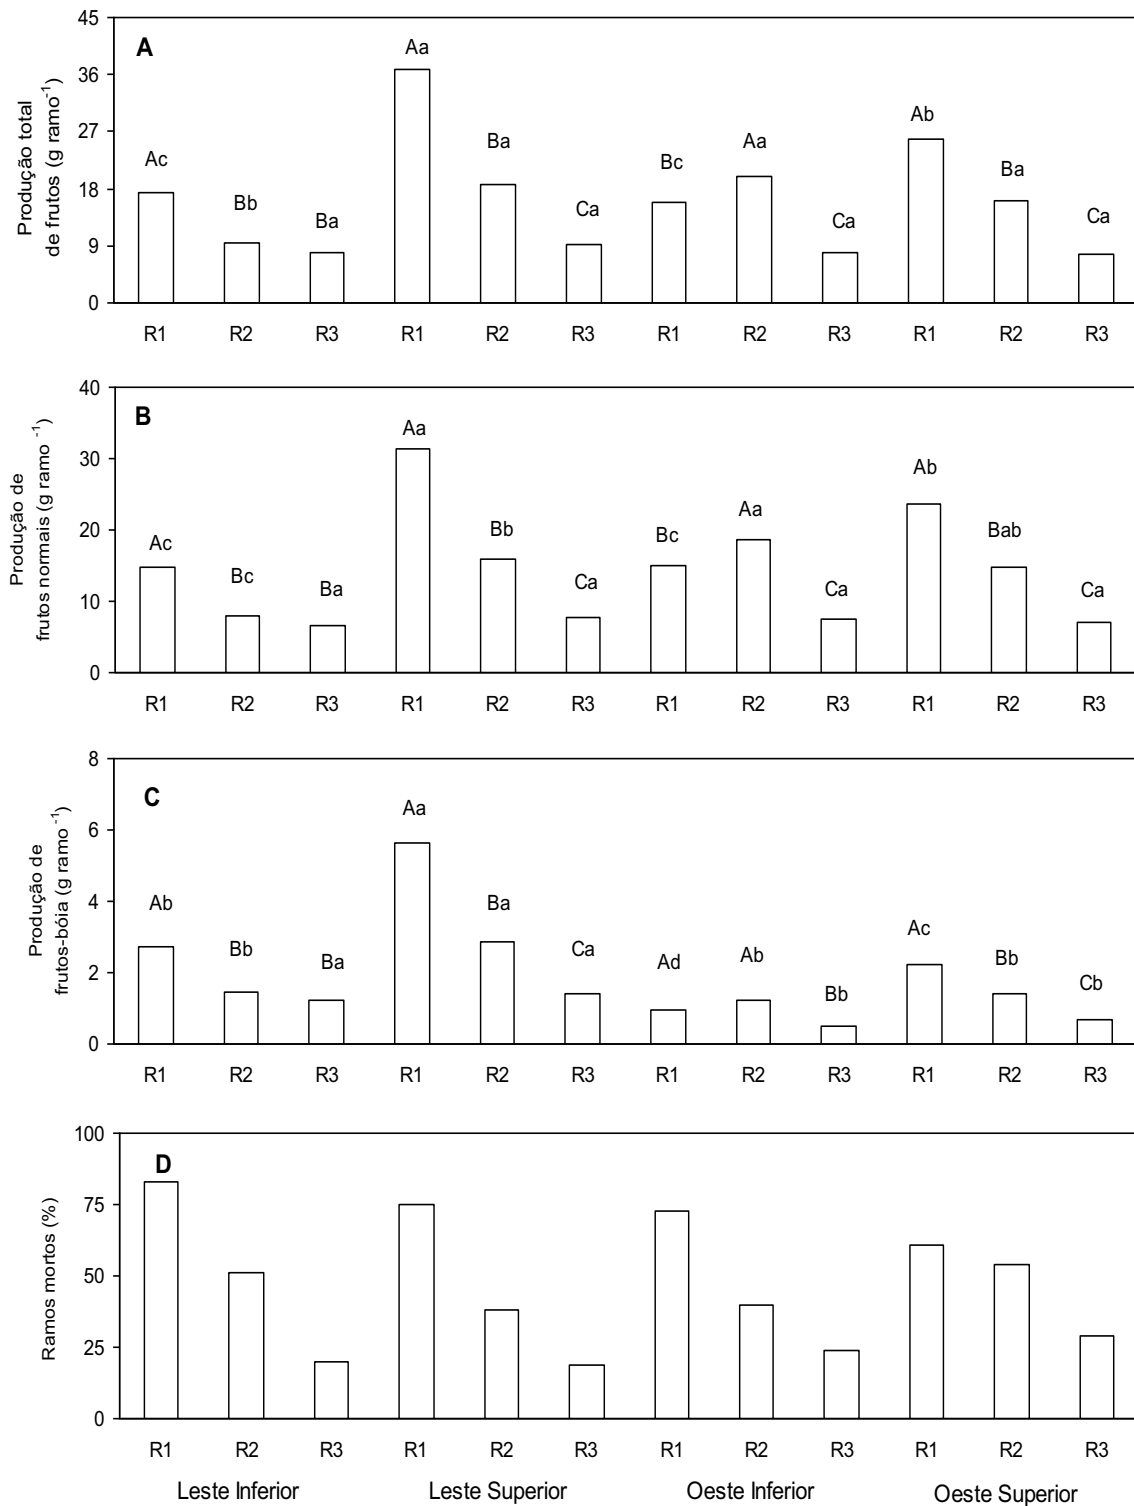 A
Produção total
de frutos (g ramo⁻¹)
45
36
27
18
9
0
Ac
Bb
Ba
Aa
Ba
Ca
Bc
Aa
Ca
Ab
Ba
Ca
R1 R2 R3 R1 R2 R3 R1 R2 R3 R1 R2 R3
B
Produção de
frutos normais (g ramo ⁻¹)
40
30
20
10
0
Ac
Bc
Ba
Aa
Bb
Ca
Bc
Aa
Ca
Ab
Bab
Ca
R1 R2 R3 R1 R2 R3 R1 R2 R3 R1 R2 R3
C
Produção de
frutos-bóia (g ramo ⁻¹)
8
6
4
2
0
Ab
Bb
Ba
Aa
Ba
Ca
Ad
Ab
Bb
Ac
Bb
Cb
R1 R2 R3 R1 R2 R3 R1 R2 R3 R1 R2 R3
D
Ramos mortos (%)
100
75
50
25
0
R1 R2 R3 R1 R2 R3 R1 R2 R3 R1 R2 R3
Leste Inferior Leste Superior Oeste Inferior Oeste Superior